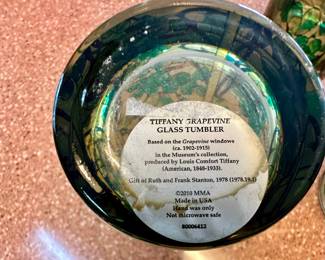 TIFFANY GRAPEVINE
GLASS TUMBLER
Based on the Grapevine windows
(ca. 1902-1915)
in the Museum's collection,
produced by Louis Comfort Tiffany
(American, 1848-1933).
Gift of Ruth and Frank Stanton, 1978 (1978.19.2)
©2010 MMA
Made in USA
Hand was only
Not microwave safe
80006413